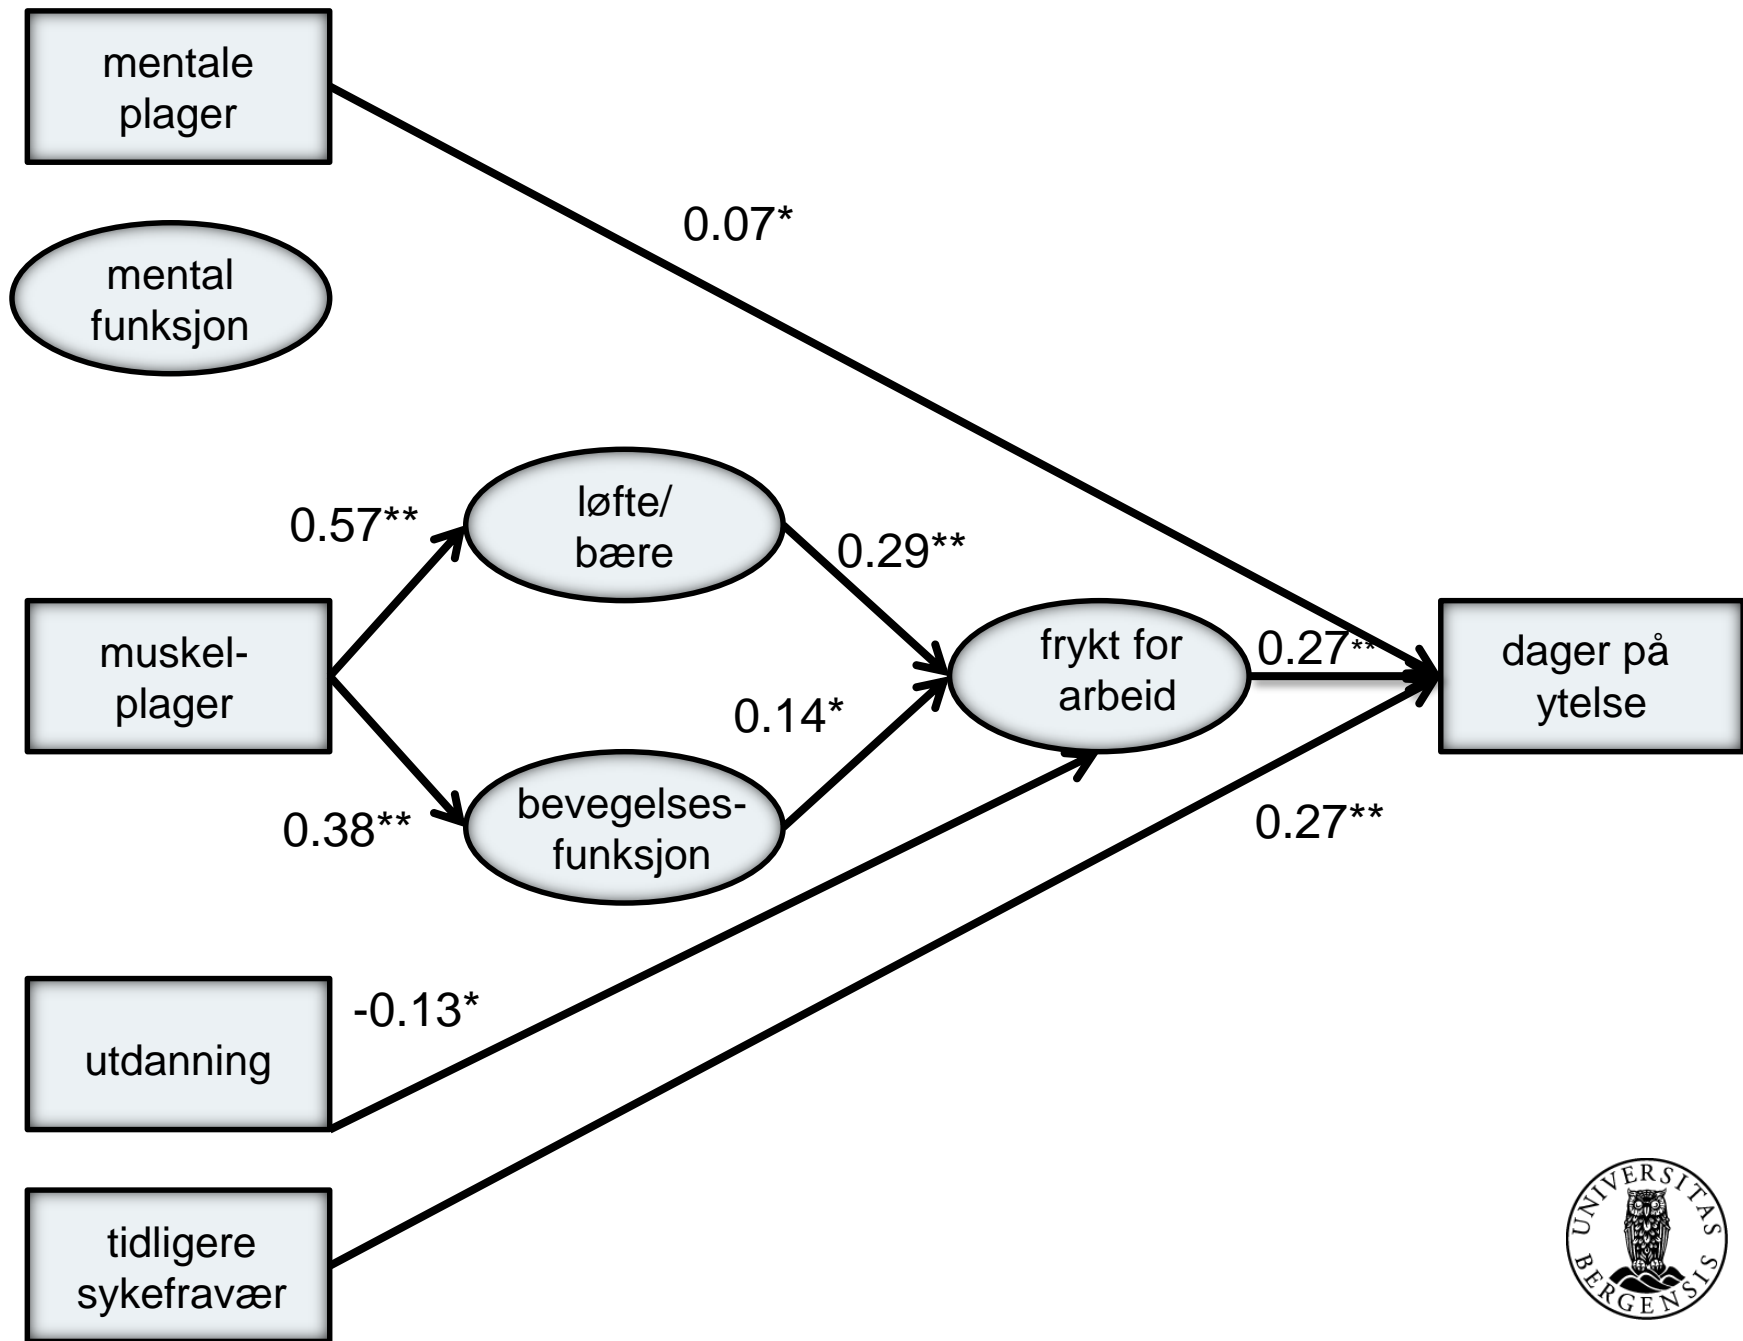 mentale
plager
0.07*
mental
funksjon
løfte/
bære
0.57**
0.29**
muskel-
plager
frykt for
arbeid
0.27**
dager på
ytelse
0.14*
0.38**
bevegelses-
funksjon
0.27**
utdanning
-0.13*
tidligere
sykefravær
UNIVERSITAS
BERGENSIS